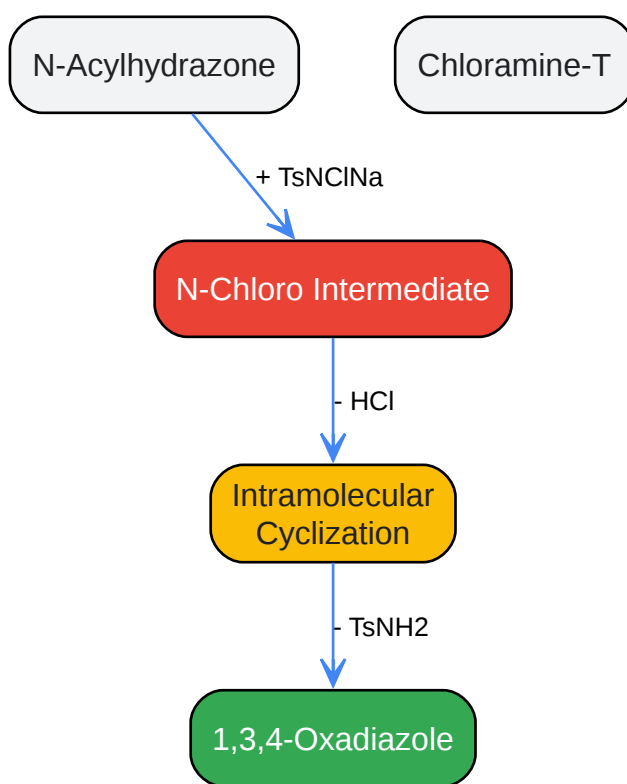 N-Acylhydrazone
Chloramine-T
+ TsNClNa
N-Chloro Intermediate
- HCl
Intramolecular
Cyclization
- TsNH2
1,3,4-Oxadiazole